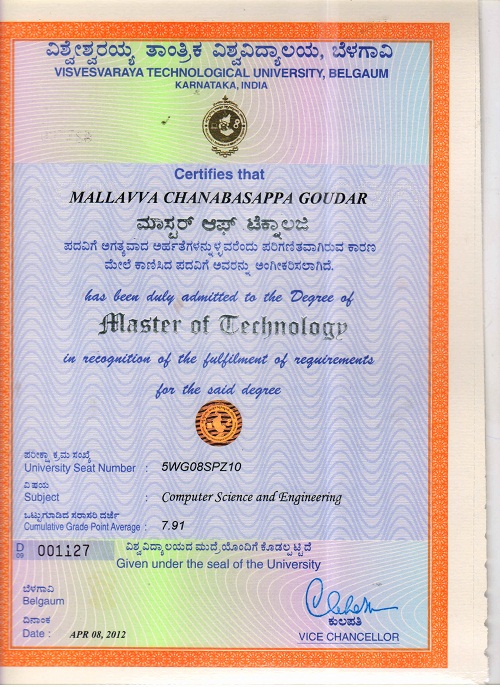 ವಿಶ್ವೇಶ್ವರಯ್ಯ ತಾಂತ್ರಿಕ ವಿಶ್ವವಿದ್ಯಾಲಯ, ಬೆಳಗಾವಿ
VISVESVARAYA TECHNOLOGICAL UNIVERSITY, BELGAUM
KARNATAKA, INDIA
Certifies that
MALLAVVA CHANABASAPPA GOUDAR
ಮಾಸ್ಟರ್ ಆಫ್ ಟೆಕ್ನಾಲಜಿ
ಪದವಿಗೆ ಅಗತ್ಯವಾದ ಅರ್ಹತೆಗಳನ್ನುಳ್ಳವರೆಂದು ಪರಿಗಣಿತವಾಗಿರುವ ಕಾರಣ
ಮೇಲೆ ಕಾಣಿಸಿದ ಪದವಿಗೆ ಅವರನ್ನು ಅಂಗೀಕರಿಸಲಾಗಿದೆ.
has been duly admitted to the Degree of
Master of Technology
in recognition of the fulfilment of requirements
for the said degree
ಪರೀಕ್ಷಾ ಕ್ರಮ ಸಂಖ್ಯೆ
University Seat Number : 5WG08SPZ10
ವಿಷಯ
Subject : Computer Science and Engineering
ಒಟ್ಟುಗೂಡಿದ ಸರಾಸರಿ ದರ್ಜೆ
Cumulative Grade Point Average : 7.91
D 09 001127
ವಿಶ್ವವಿದ್ಯಾಲಯದ ಮುದ್ರೆಯೊಂದಿಗೆ ಕೊಡಲ್ಪಟ್ಟಿದೆ
Given under the seal of the University
ಬೆಳಗಾವಿ
Belgaum
ದಿನಾಂಕ
Date : APR 08, 2012
ಕುಲಪತಿ
VICE CHANCELLOR